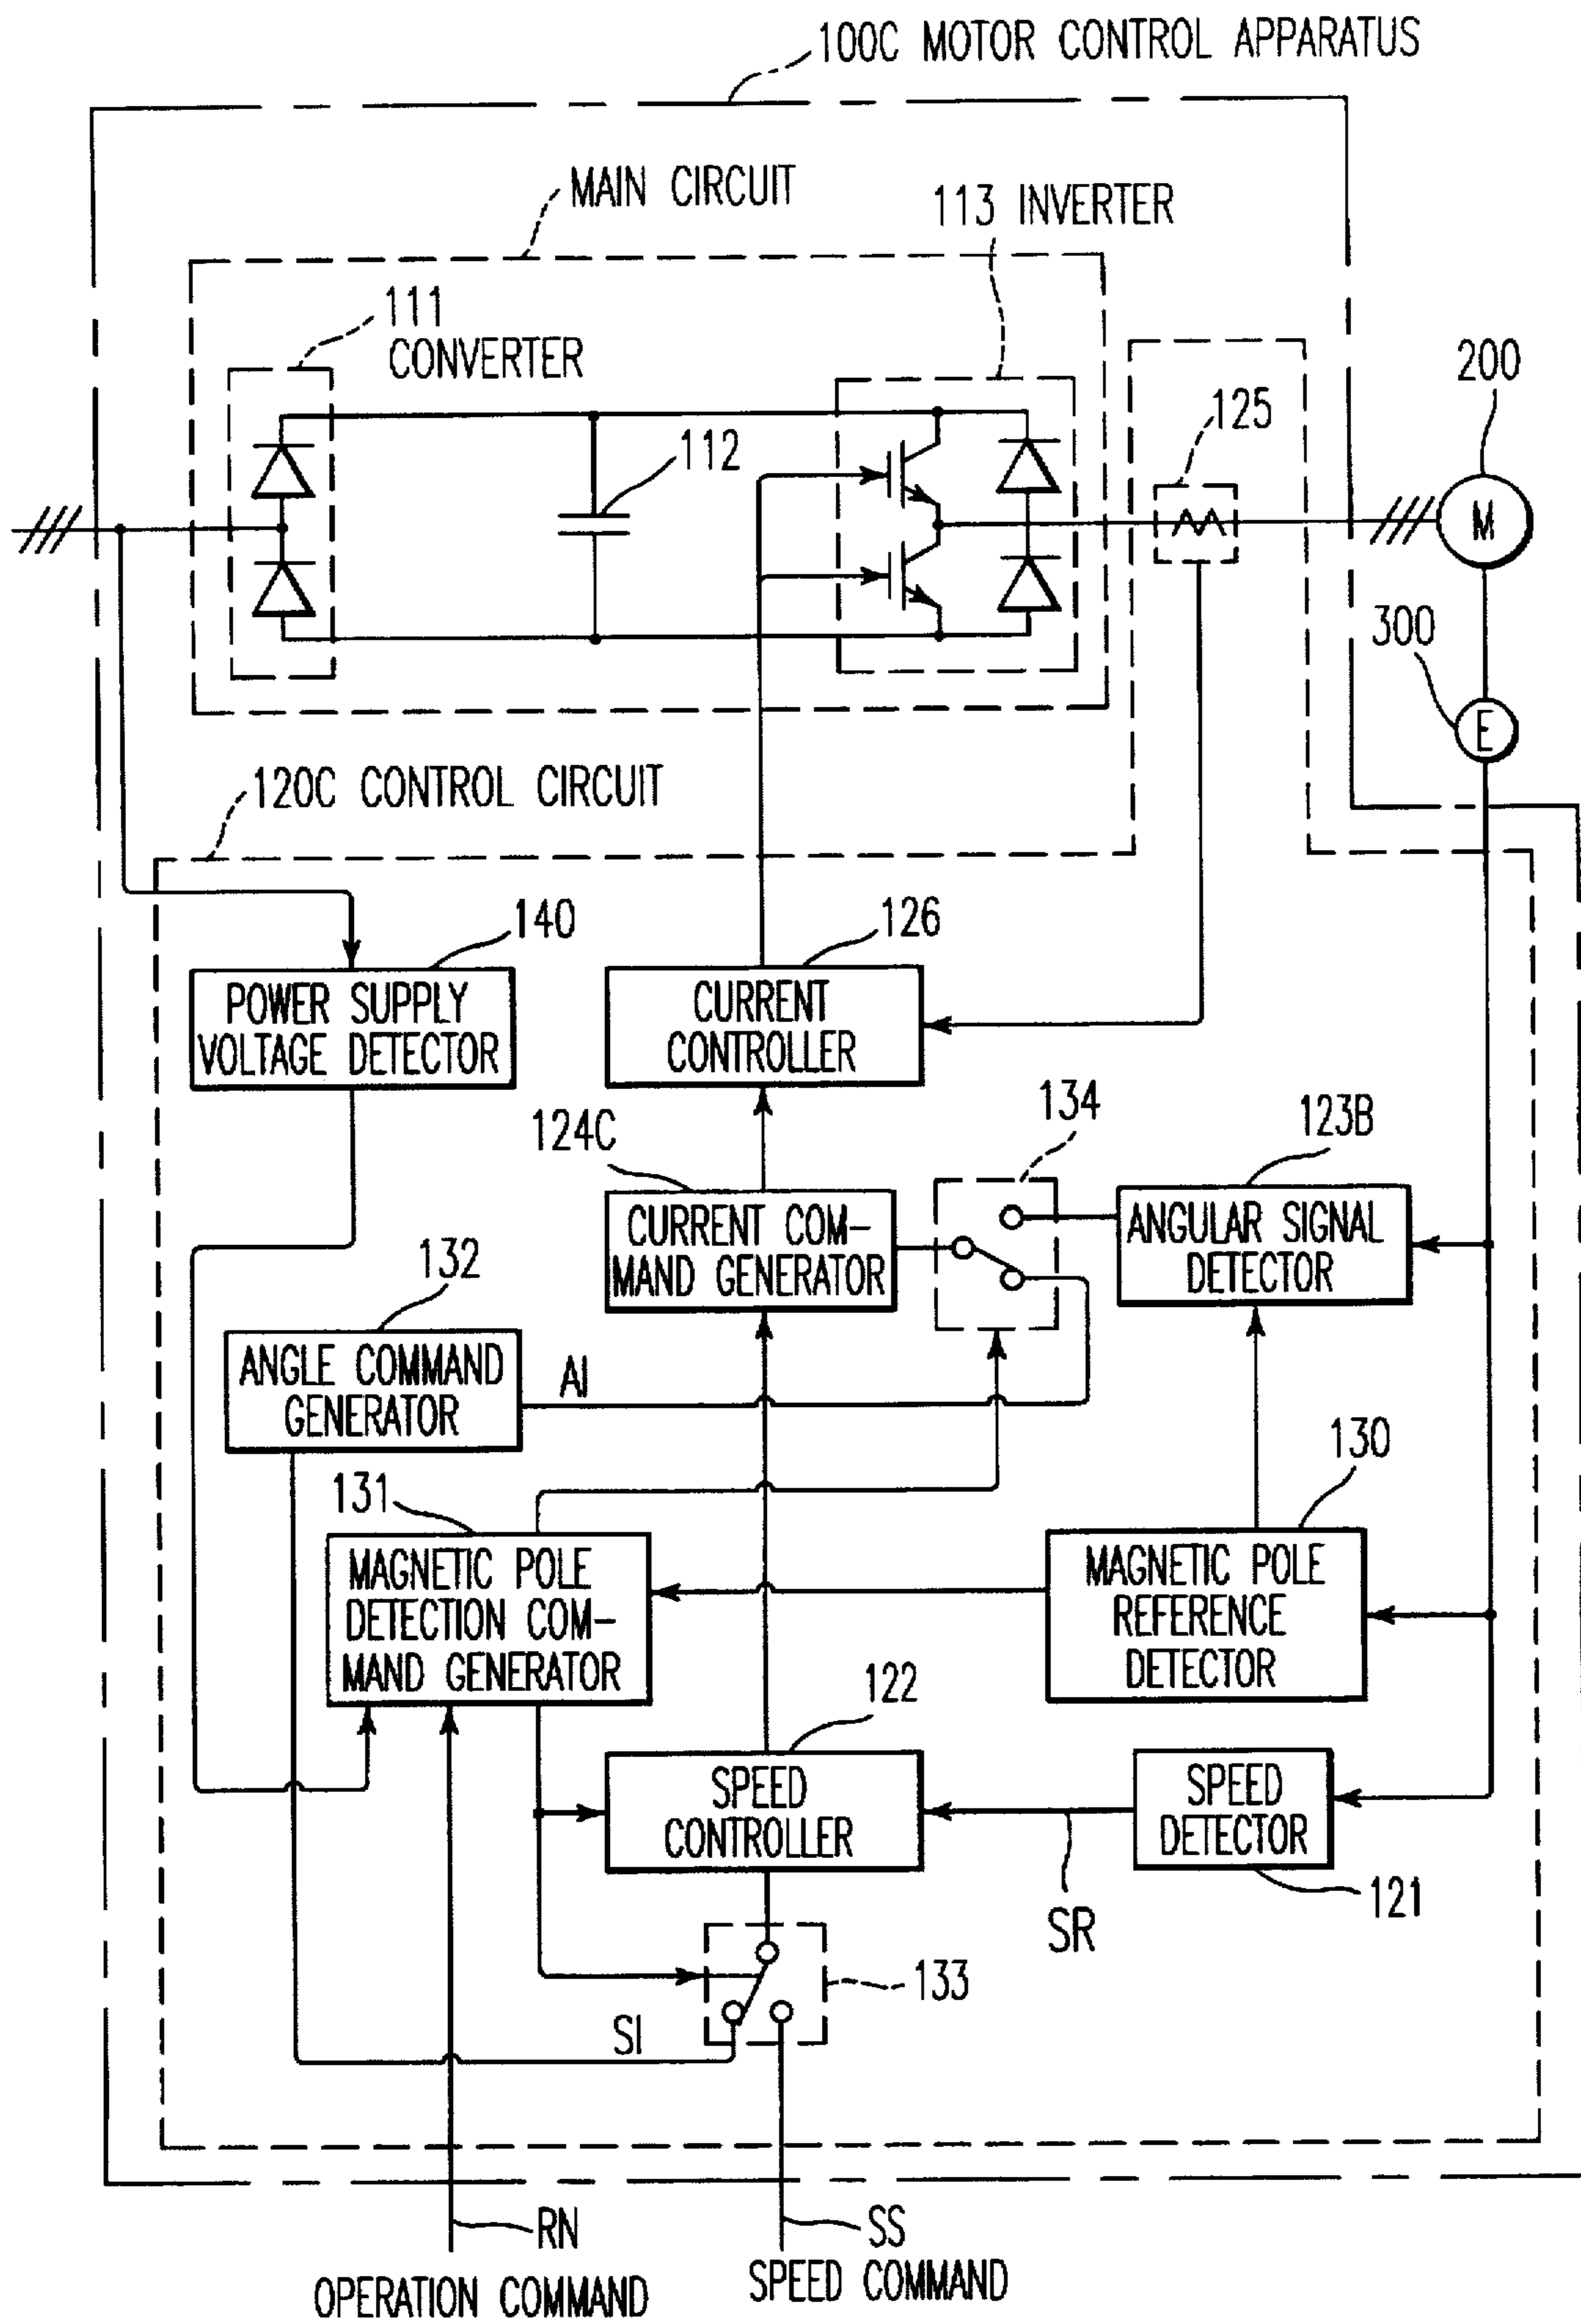 100C MOTOR CONTROL APPARATUS
MAIN CIRCUIT
113 INVERTER
111
CONVERTER
112
125
200
M
300
E
120C CONTROL CIRCUIT
140
POWER SUPPLY
VOLTAGE DETECTOR
126
CURRENT
CONTROLLER
124C
CURRENT COM-
MAND GENERATOR
134
123B
ANGULAR SIGNAL
DETECTOR
132
ANGLE COMMAND
GENERATOR
AI
131
MAGNETIC POLE
DETECTION COM-
MAND GENERATOR
130
MAGNETIC POLE
REFERENCE
DETECTOR
122
SPEED
CONTROLLER
SPEED
DETECTOR
121
SR
133
SI
RN
OPERATION COMMAND
SS
SPEED COMMAND